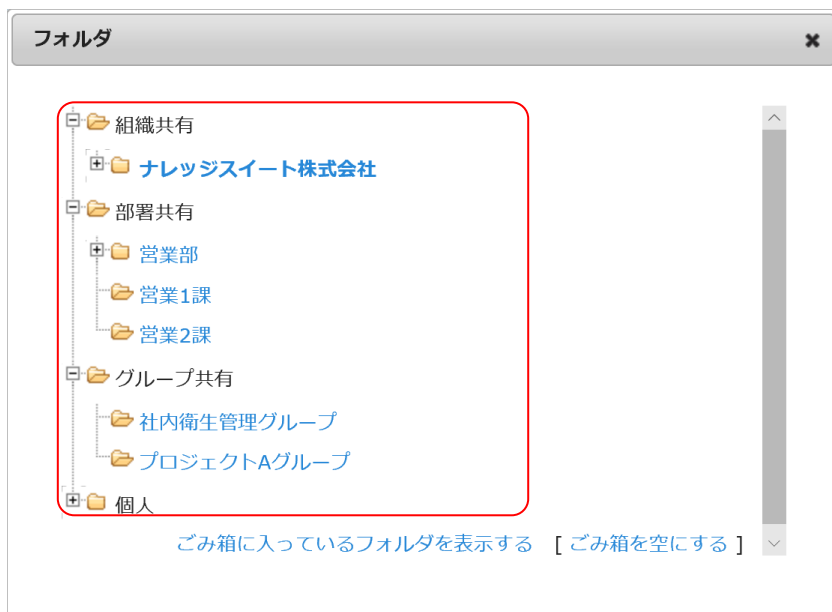 フォルダ
組織共有
ナレッジスイート株式会社
部署共有
営業部
営業1課
営業2課
グループ共有
社内衛生管理グループ
プロジェクトAグループ
個人
ごみ箱に入っているフォルダを表示する [ ごみ箱を空にする ]